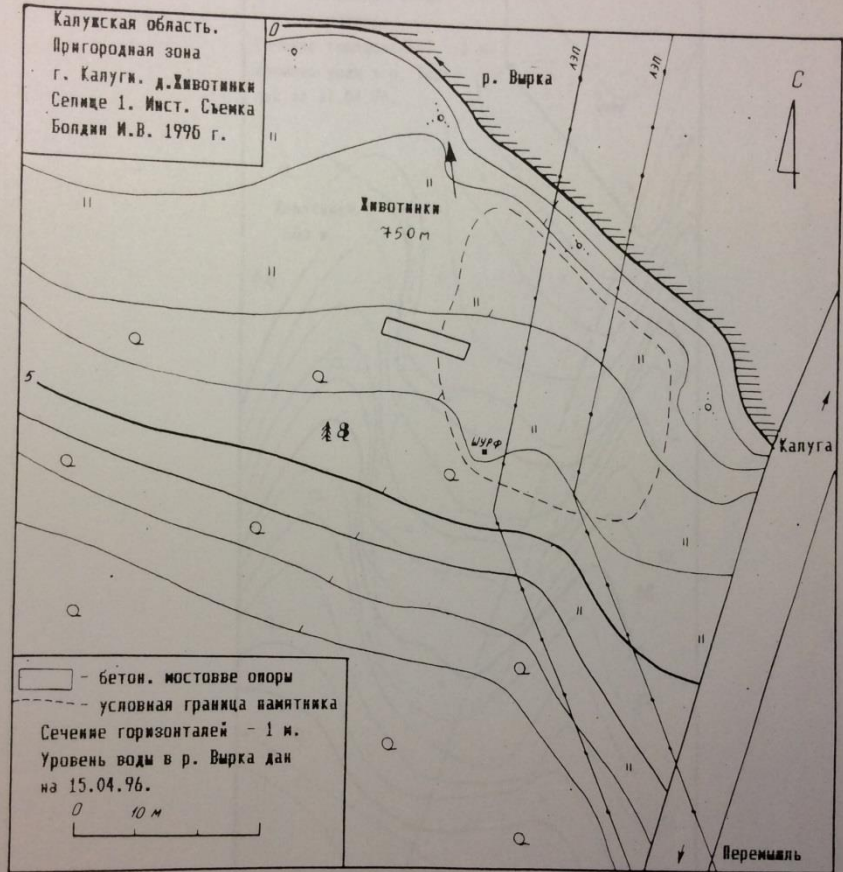 Калужская область.
Пригородная зона
г. Калуги. д.Животинки
Селище 1. Инст. Съемка
Болдин И.В. 1996 г.
0
р. Вырка
ЛЭП
ЛЭП
С
Животинки
750 м
5
шурф
Калуга
- бетон. мостовве опоры
- условная граница памятника
Сечение горизонталей - 1 м.
Уровень воды в р. Вырка дан
на 15.04.96.
0 10 м
Перемышль